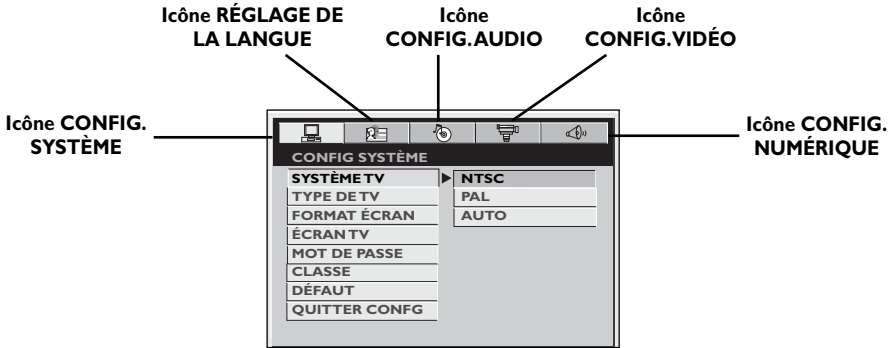 Icône RÉGLAGE DE
LA LANGUE
Icône
CONFIG.AUDIO
Icône
CONFIG.VIDÉO
Icône CONFIG.
SYSTÈME
Icône CONFIG.
NUMÉRIQUE
CONFIG SYSTÈME
SYSTÈME TV
NTSC
TYPE DE TV
PAL
FORMAT ÉCRAN
AUTO
ÉCRAN TV
MOT DE PASSE
CLASSE
DÉFAUT
QUITTER CONFG